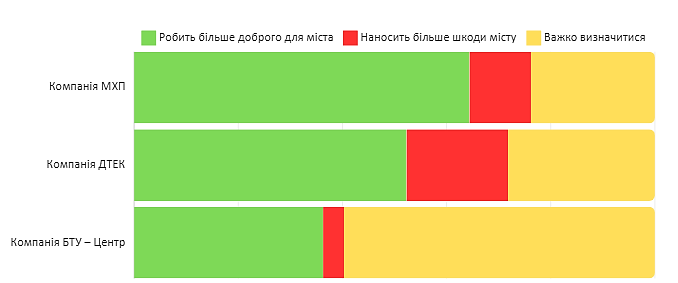 Робить більше доброго для міста Наносить більше шкоди місту Важко визначитися
Компанія МХП
Компанія ДТЕК
Компанія БТУ – Центр